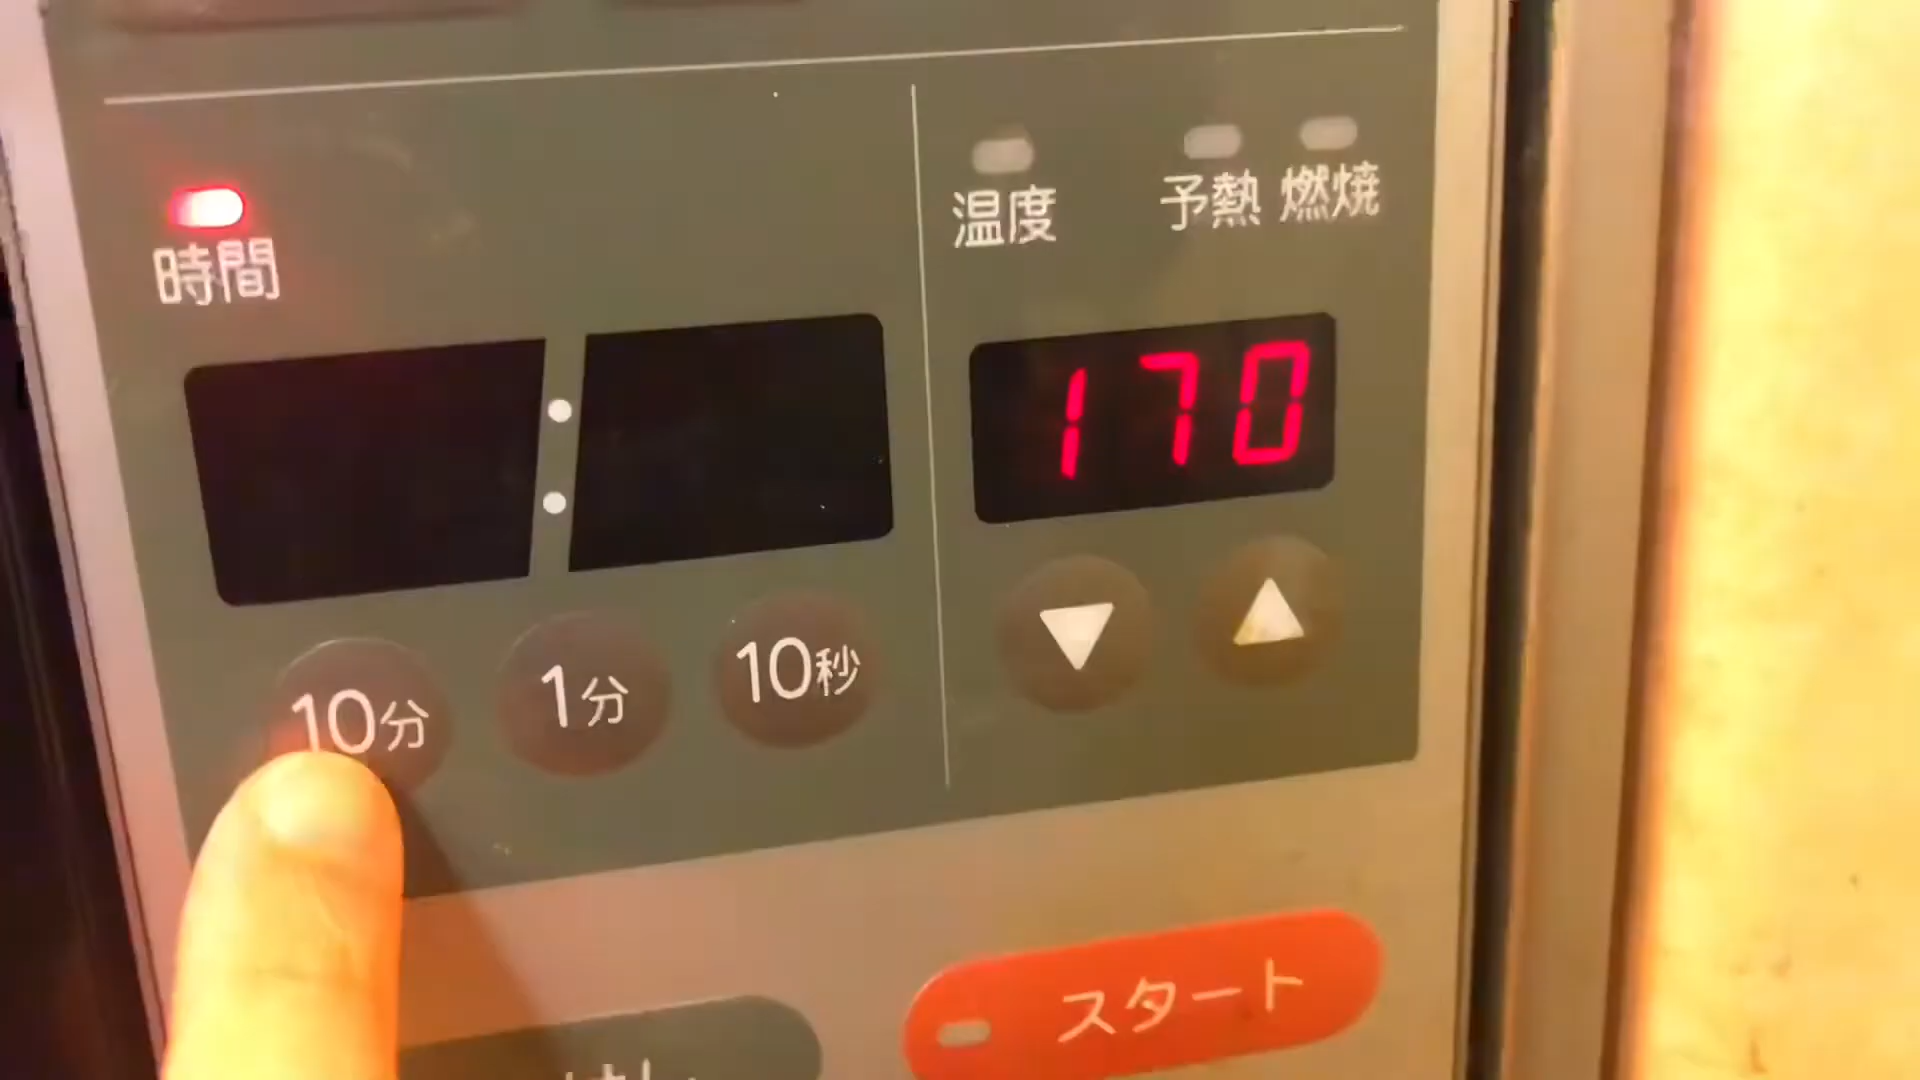 時間
温度 予熱 燃焼
:
170
10分 1分 10秒
▼ ▲
スタート